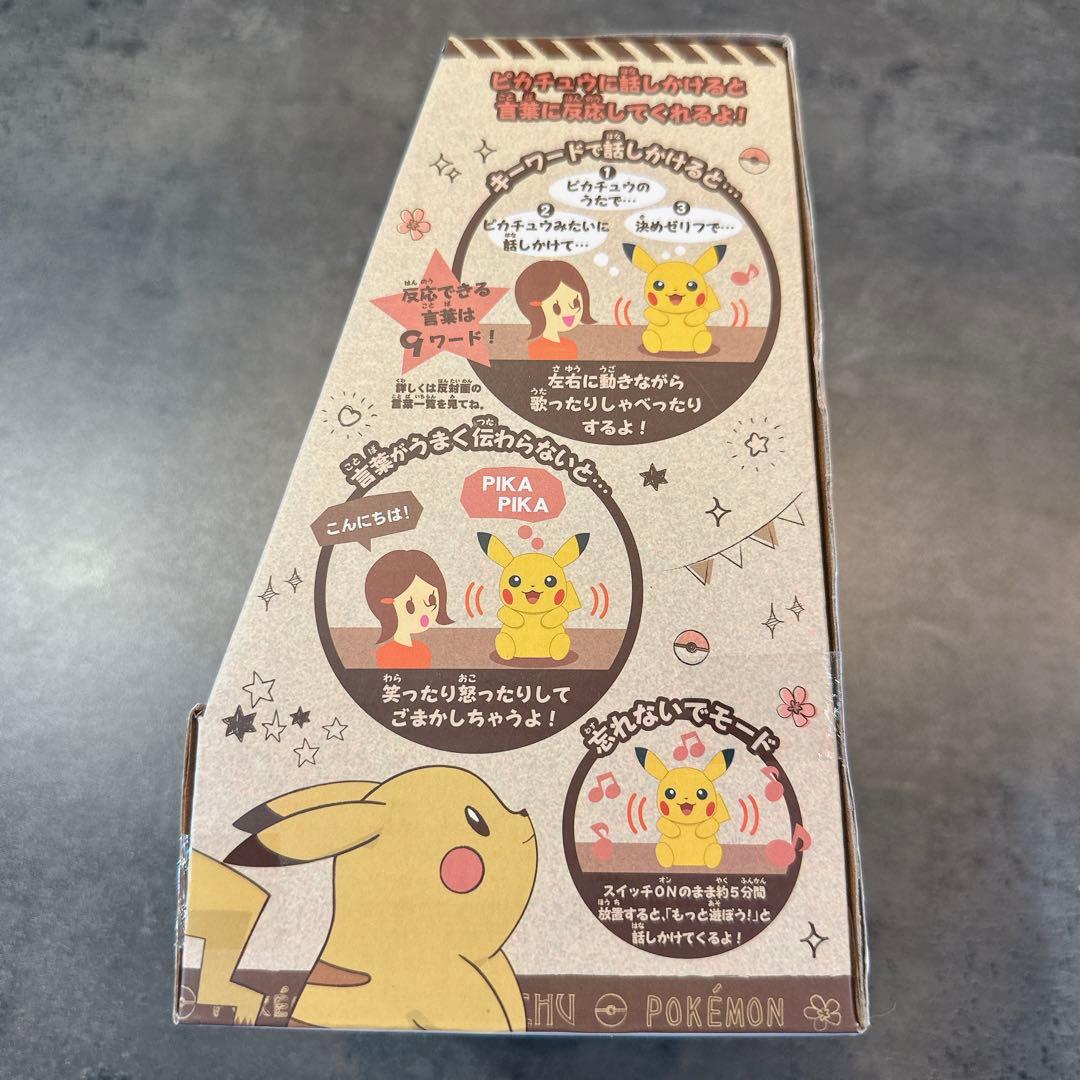 ピカチュウに話しかけると
言葉に反応してくれるよ!
キーワードで話しかけると…
❶
ピカチュウの
うたで…
❷
ピカチュウみたいに
話しかけて…
❸
決めゼリフで…
反応できる
言葉は
9ワード!
詳しくは反対面の
言葉一覧を見てね。
左右に動きながら
歌ったりしゃべったり
するよ!
言葉がうまく伝わらないと…
こんにちは!
PIKA
PIKA
笑ったり怒ったりして
ごまかしちゃうよ!
忘れないでモード
スイッチONのまま約5分間
放置すると、「もっと遊ぼう!」と
話しかけてくるよ!
POKÉMON